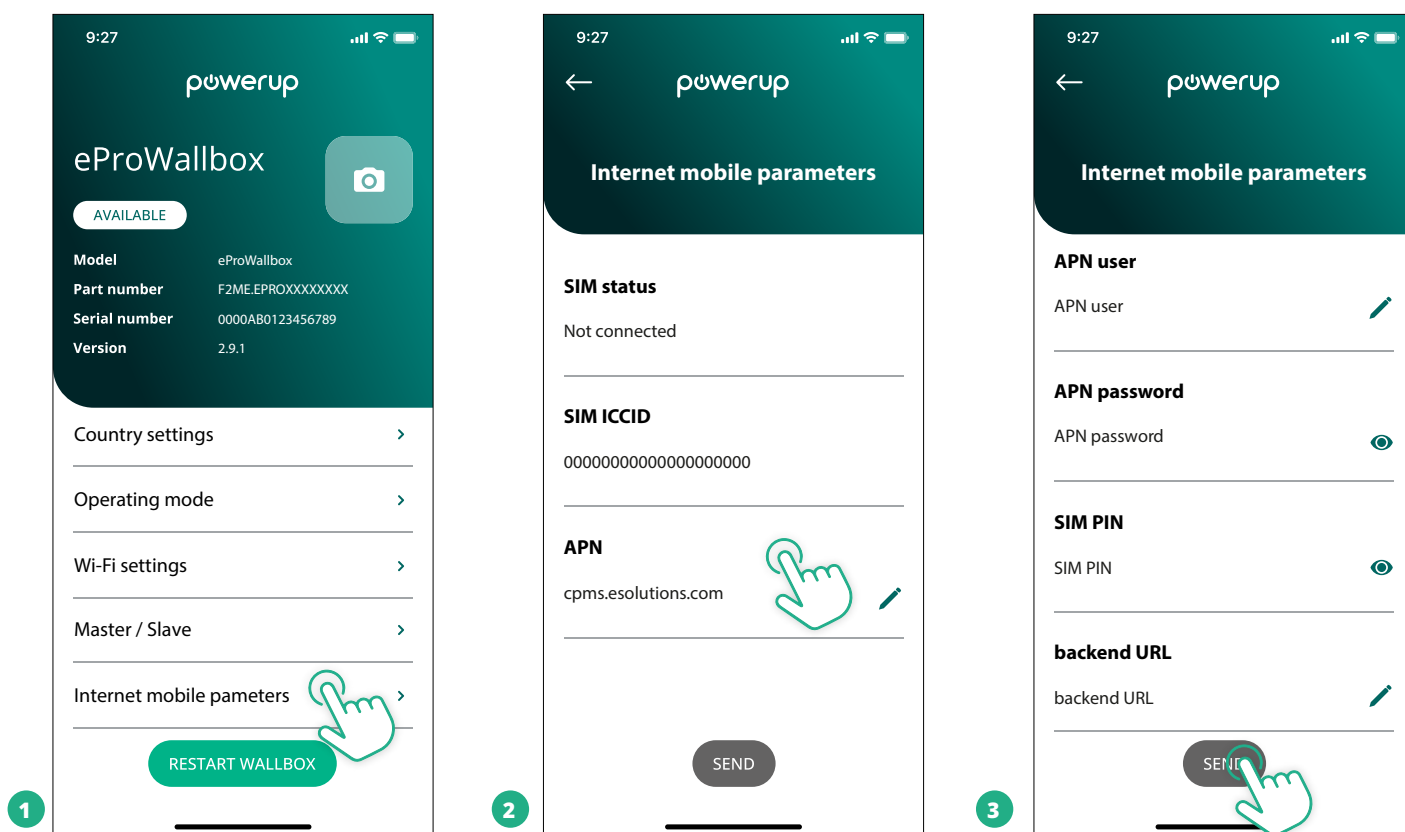 9:27
powerup
eProWallbox
AVAILABLE
Model eProWallbox
Part number F2ME.EPROXXXXXXXX
Serial number 0000AB0123456789
Version 2.9.1
Country settings
Operating mode
Wi-Fi settings
Master / Slave
Internet mobile pameters
RESTART WALLBOX
1
9:27
powerup
Internet mobile parameters
SIM status
Not connected
SIM ICCID
00000000000000000000
APN
cpms.esolutions.com
SEND
2
9:27
powerup
Internet mobile parameters
APN user
APN user
APN password
APN password
SIM PIN
SIM PIN
backend URL
backend URL
SEND
3